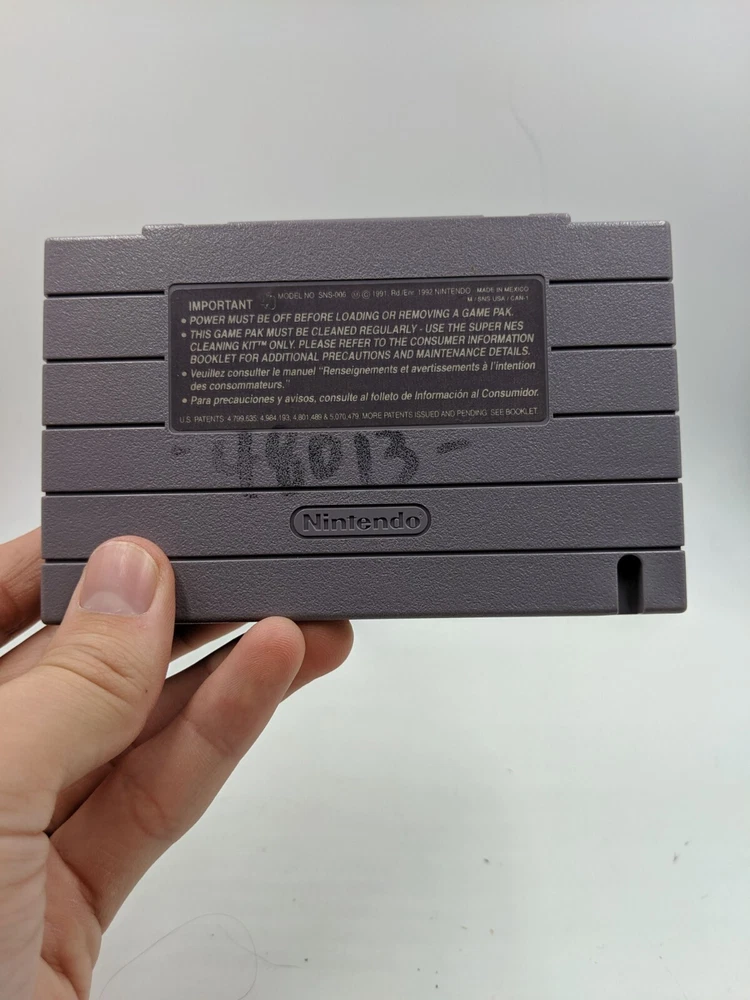 IMPORTANT
MODEL NO. SNS-006 Ⓜ © 1991, Rd./Enr. 1992 NINTENDO
MADE IN MEXICO
M / SNS USA / CAN-1
• POWER MUST BE OFF BEFORE LOADING OR REMOVING A GAME PAK.
• THIS GAME PAK MUST BE CLEANED REGULARLY - USE THE SUPER NES
CLEANING KIT™ ONLY. PLEASE REFER TO THE CONSUMER INFORMATION
BOOKLET FOR ADDITIONAL PRECAUTIONS AND MAINTENANCE DETAILS.
• Veuillez consulter le manuel "Renseignements et avertissements à l'intention
des consommateurs."
• Para precauciones y avisos, consulte al folleto de Información al Consumidor.
U.S. PATENTS: 4,799,635; 4,984,193; 4,801,489 & 5,070,479, MORE PATENTS ISSUED AND PENDING. SEE BOOKLET.
- 48013 -
Nintendo